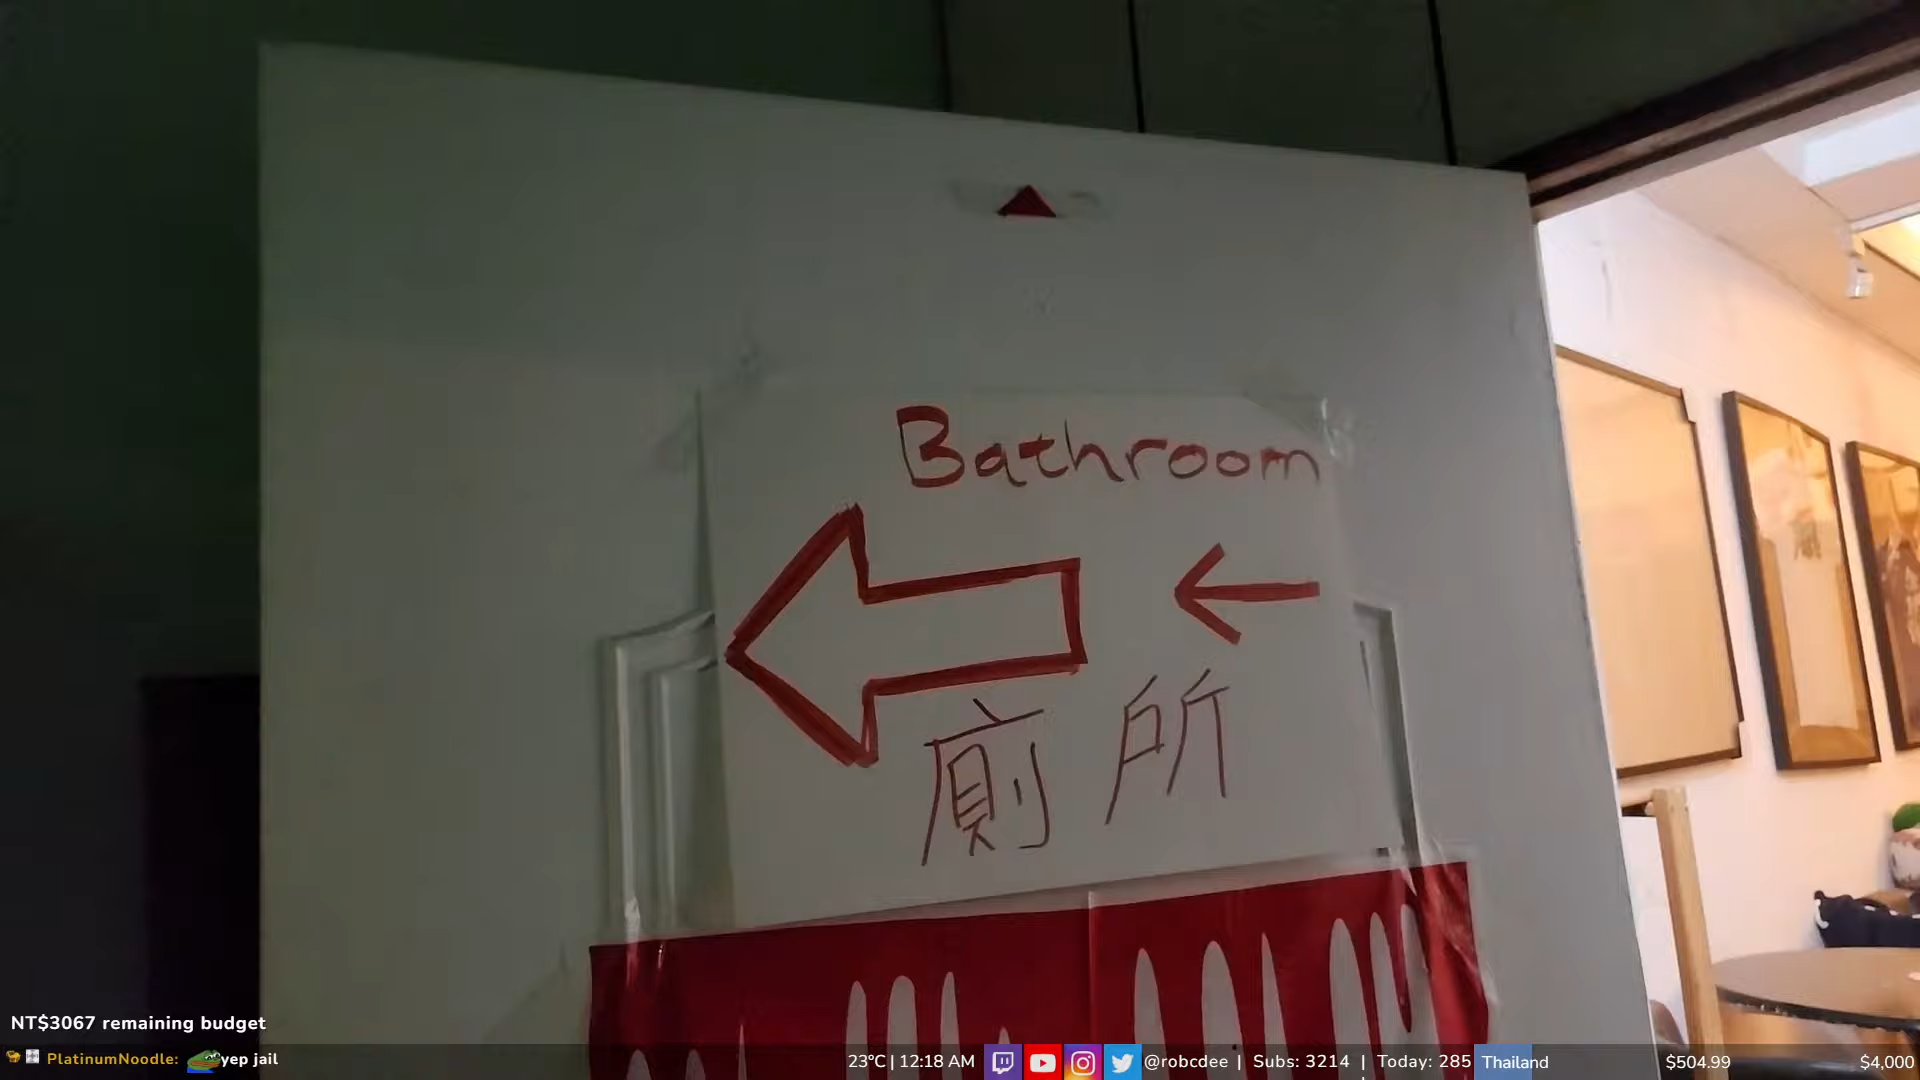 Bathroom
廁所
NT$3067 remaining budget
PlatinumNoodle: yep jail
23°C | 12:18 AM @robcdee | Subs: 3214 | Today: 285 Thailand $504.99 $4,000